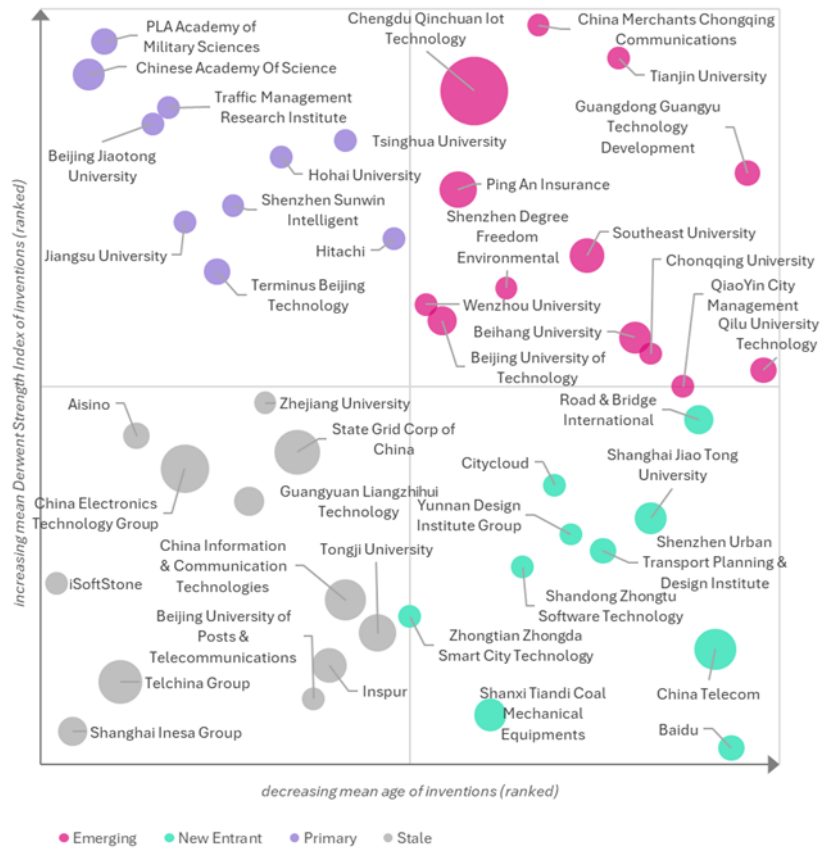 PLA Academy of
Military Sciences
Chinese Academy Of Science
Traffic Management
Research Institute
Beijing Jiaotong
University
Tsinghua University
Hohai University
Shenzhen Sunwin
Intelligent
Jiangsu University
Hitachi
Terminus Beijing
Technology
Chengdu Qinchuan Iot
Technology
China Merchants Chongqing
Communications
Tianjin University
Guangdong Guangyu
Technology
Development
Ping An Insurance
Shenzhen Degree
Freedom
Environmental
Southeast University
Chonqqing University
QiaoYin City
Management
Wenzhou University
Qilu University
Technology
Beihang University
Beijing University of
Technology
Aisino
Zhejiang University
State Grid Corp of
China
China Electronics
Technology Group
Guangyuan Liangzhihui
Technology
China Information
& Communication
Technologies
Tongji University
iSoftStone
Beijing University of
Posts &
Telecommunications
Telchina Group
Inspur
Shanghai Inesa Group
Road & Bridge
International
Shanghai Jiao Tong
University
Citycloud
Yunnan Design
Institute Group
Shenzhen Urban
Transport Planning &
Design Institute
Shandong Zhongtu
Software Technology
Zhongtian Zhongda
Smart City Technology
China Telecom
Shanxi Tiandi Coal
Mechanical
Equipments
Baidu
increasing mean Derwent Strength Index of inventions (ranked)
decreasing mean age of inventions (ranked)
Emerging
New Entrant
Primary
Stale